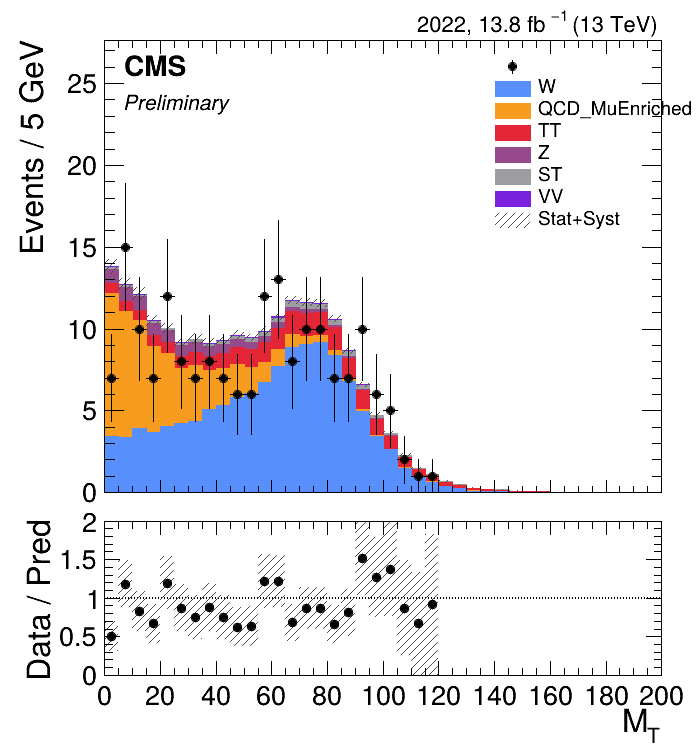 2022, 13.8 fb −1 (13 TeV)
CMS
Preliminary
W
QCD_MuEnriched
TT
Z
ST
VV
Stat+Syst
Events / 5 GeV
25
20
15
10
5
0
Data / Pred
2
1.5
1
0.5
0
0 20 40 60 80 100 120 140 160 180 200
M_T